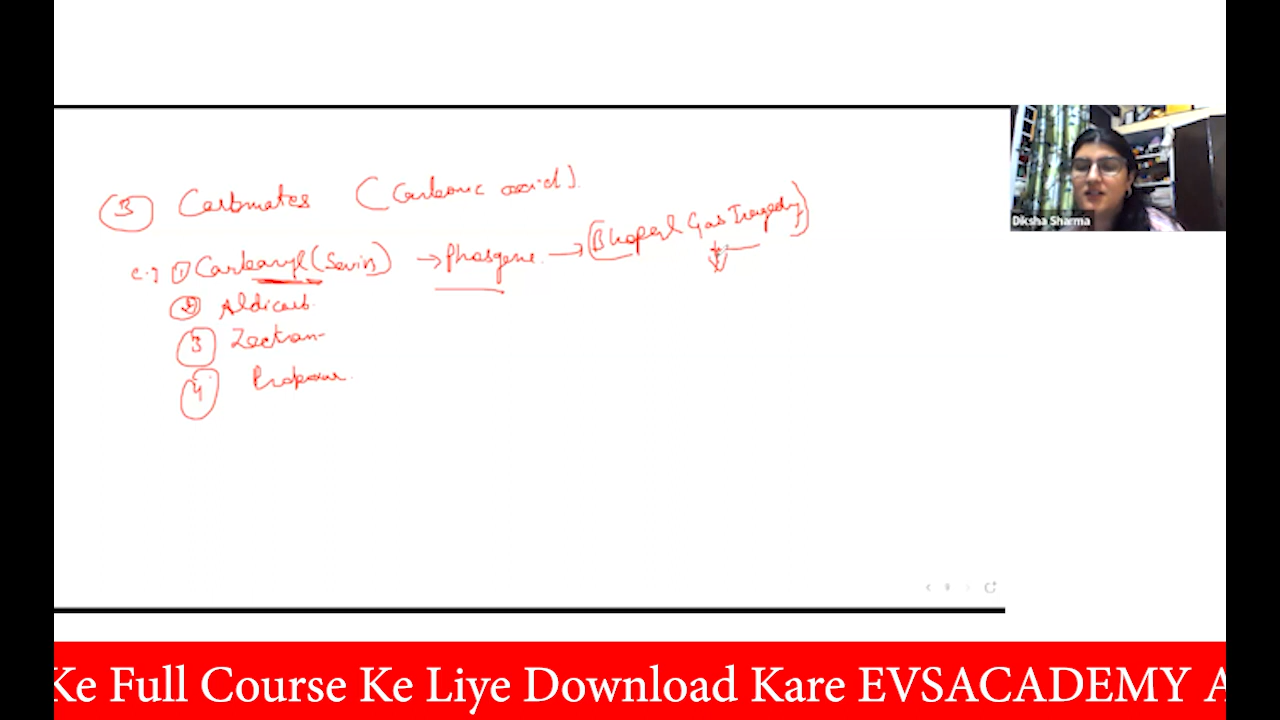 ③ Carbmates (Carbonic acid).
e.g ① Carbaryl (Sevin) → Phosgene. → (Bhopal Gas Tragedy)
② Aldicarb.
③ Zectran
④ Propoxur.
Diksha Sharma
Ke Full Course Ke Liye Download Kare EVSACADEMY A